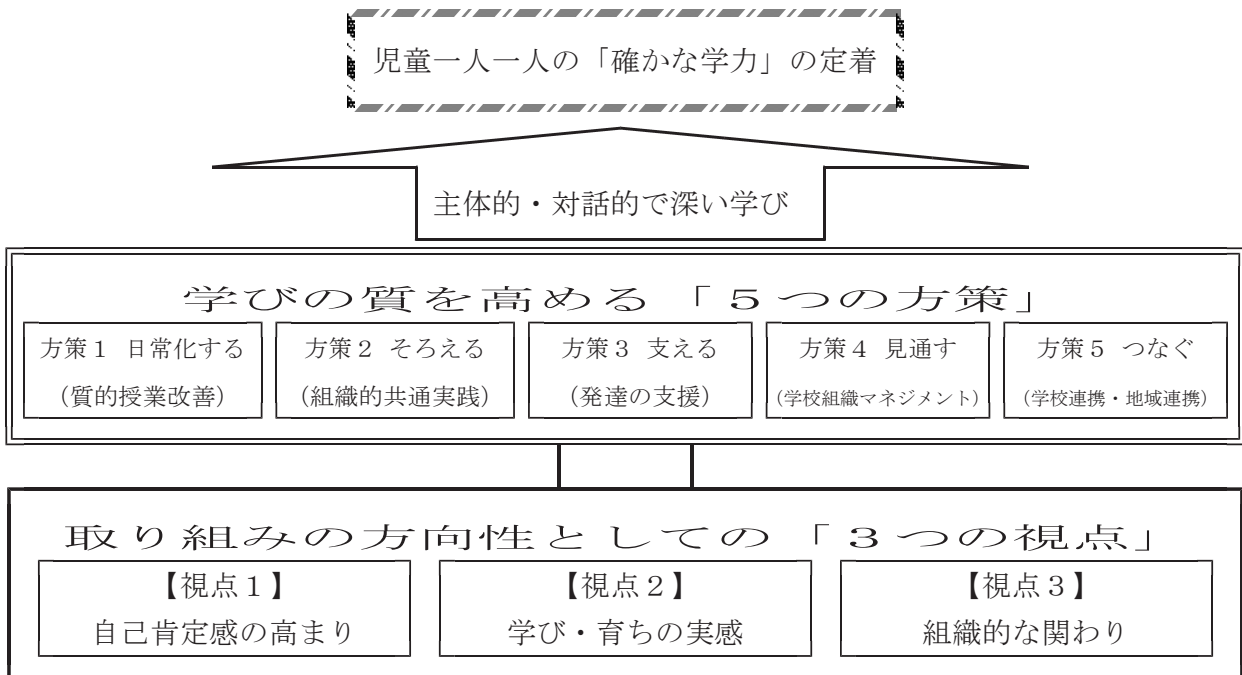 児童一人一人の「確かな学力」の定着
主体的・対話的で深い学び
学びの質を高める「５つの方策」
方策１ 日常化する
（質的授業改善）
方策２ そろえる
（組織的共通実践）
方策３ 支える
（発達の支援）
方策４ 見通す
（学校組織マネジメント）
方策５ つなぐ
（学校連携・地域連携）
取り組みの方向性としての「３つの視点」
【視点１】
自己肯定感の高まり
【視点２】
学び・育ちの実感
【視点３】
組織的な関わり